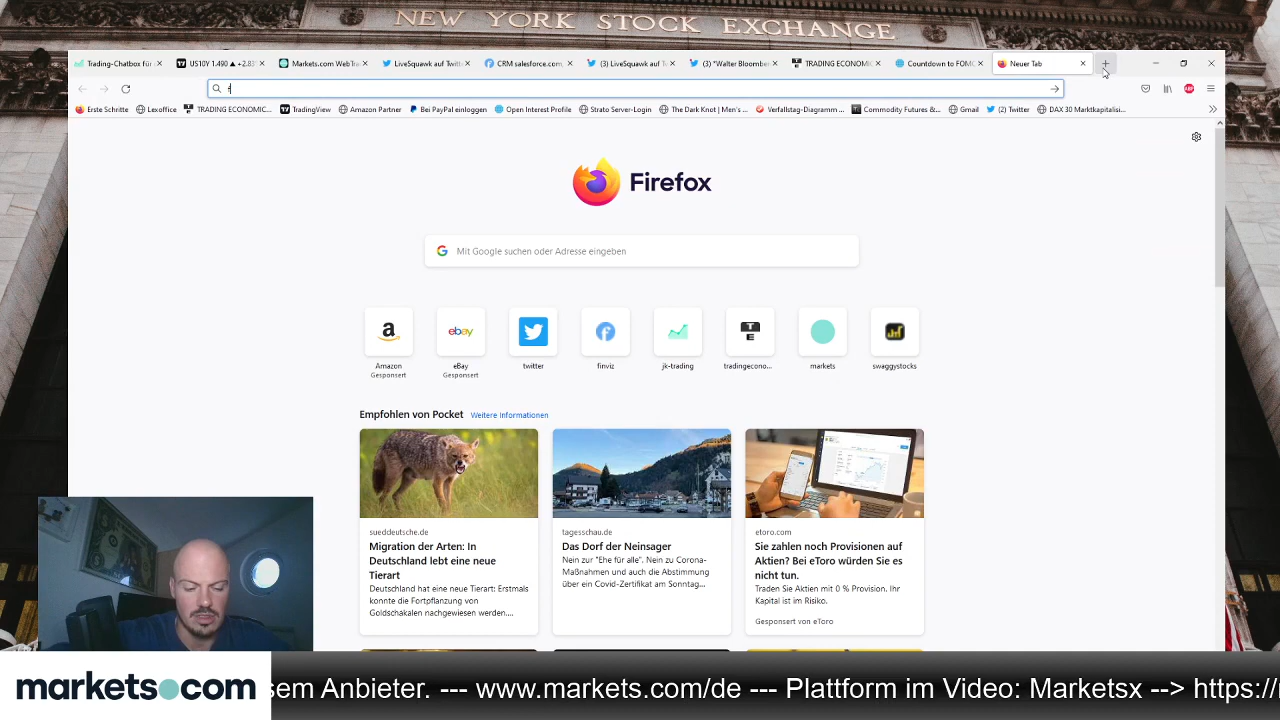 NEW YORK STOCK EXCHANGE
Trading-Chatbox für
US10Y 1.490 ▲ +2.83
Markets.com WebTra
LiveSquawk auf Twitt
CRM salesforce.com,
(3) LiveSquawk auf Tw
(3) *Walter Bloomber
TRADING ECONOMIC
Countdown to FOMC
Neuer Tab
Erste Schritte
Lexoffice
TRADING ECONOMIC...
TradingView
Amazon Partner
Bei PayPal einloggen
Open Interest Profile
Strato Server-Login
The Dark Knot | Men's ...
Verfallstag-Diagramm ...
Commodity Futures &...
Gmail
(2) Twitter
DAX 30 Marktkapitalisi...
Firefox
Mit Google suchen oder Adresse eingeben
Amazon
Gesponsert
ebay
eBay
Gesponsert
twitter
finviz
jk-trading
TE
tradingecono...
markets
swaggystocks
Empfohlen von Pocket Weitere Informationen
sueddeutsche.de
Migration der Arten: In
Deutschland lebt eine neue
Tierart
Deutschland hat eine neue Tierart: Erstmals
konnte die Fortpflanzung von
Goldschakalen nachgewiesen werden....
tagesschau.de
Das Dorf der Neinsager
Nein zur "Ehe für alle". Nein zu Corona-
Maßnahmen und auch die Abstimmung
über ein Covid-Zertifikat am Sonntag...
etoro.com
Sie zahlen noch Provisionen auf
Aktien? Bei eToro würden Sie es
nicht tun.
Traden Sie Aktien mit 0 % Provision. Ihr
Kapital ist im Risiko.
Gesponsert von eToro
markets.com
sem Anbieter. --- www.markets.com/de --- Plattform im Video: Marketsx --> https://